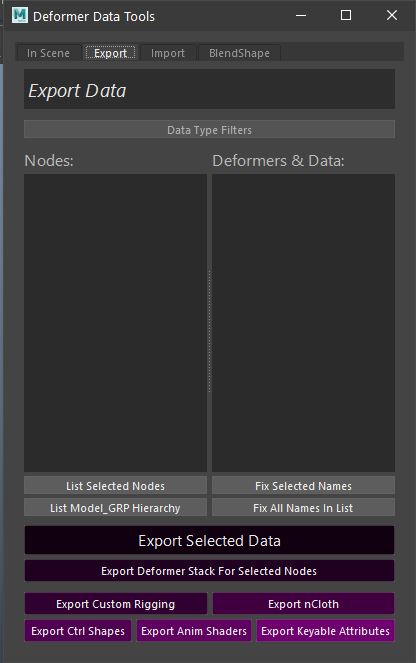 Deformer Data Tools
In Scene Export Import BlendShape
Export Data
Data Type Filters
Nodes: Deformers & Data:
List Selected Nodes Fix Selected Names
List Model_GRP Hierarchy Fix All Names In List
Export Selected Data
Export Deformer Stack For Selected Nodes
Export Custom Rigging Export nCloth
Export Ctrl Shapes Export Anim Shaders Export Keyable Attributes